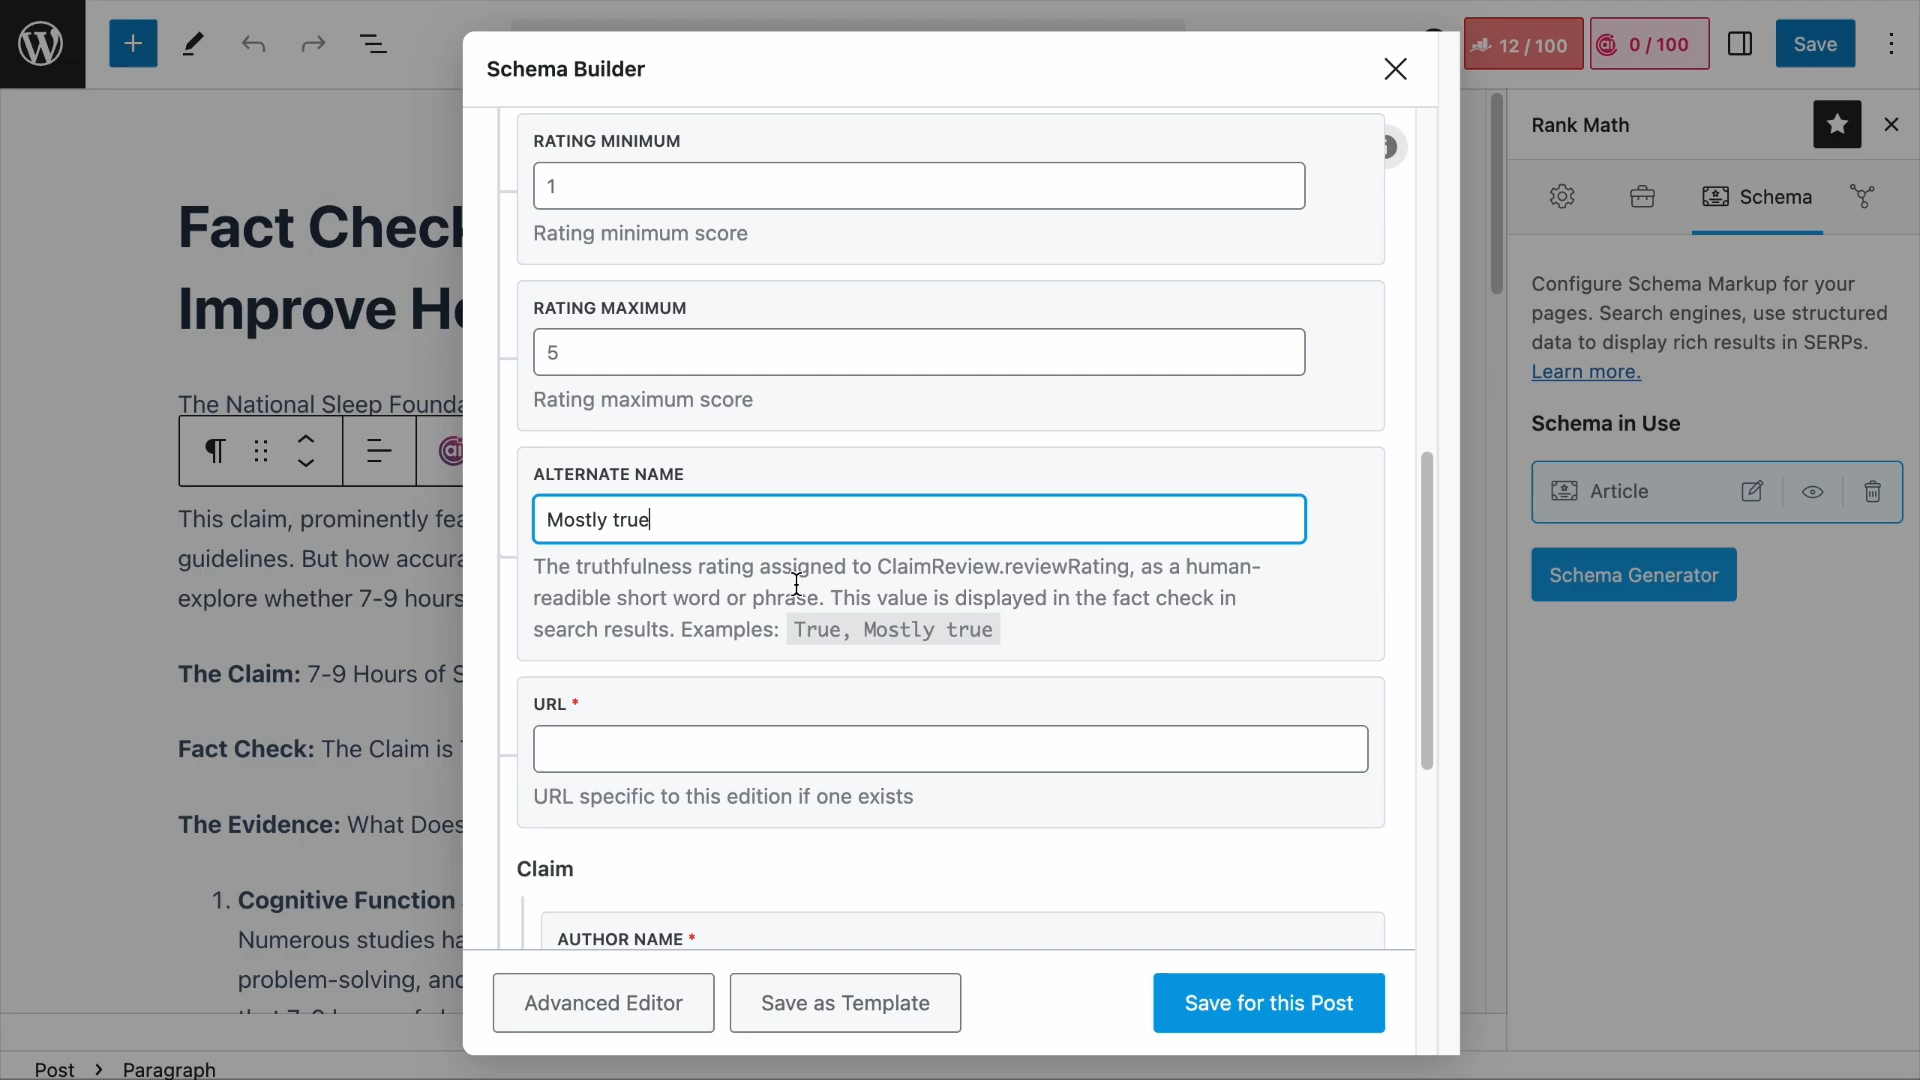 12 / 100
0 / 100
Save
Schema Builder
Rank Math
RATING MINIMUM
1
Rating minimum score
RATING MAXIMUM
5
Rating maximum score
ALTERNATE NAME
Mostly true
The truthfulness rating assigned to ClaimReview.reviewRating, as a human-
readible short word or phrase. This value is displayed in the fact check in
search results. Examples: True, Mostly true
URL *
URL specific to this edition if one exists
Claim
AUTHOR NAME *
Advanced Editor
Save as Template
Save for this Post
Fact Check
Improve He
The National Sleep Founda
This claim, prominently fea
guidelines. But how accura
explore whether 7-9 hours
The Claim: 7-9 Hours of S
Fact Check: The Claim is
The Evidence: What Does
1. Cognitive Function
Numerous studies ha
problem-solving, and
Post > Paragraph
Schema
Configure Schema Markup for your
pages. Search engines, use structured
data to display rich results in SERPs.
Learn more.
Schema in Use
Article
Schema Generator